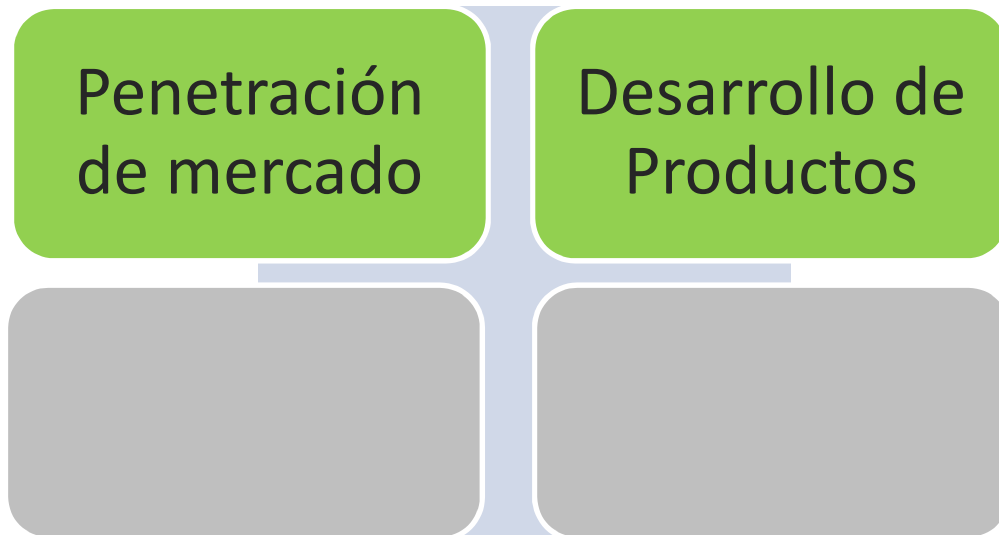 Penetración
de mercado
Desarrollo de
Productos